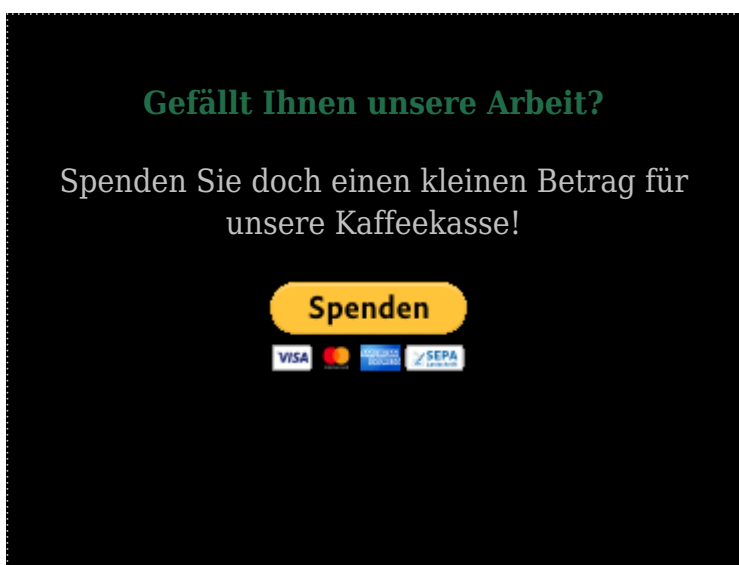 Gefällt Ihnen unsere Arbeit?
Spenden Sie doch einen kleinen Betrag für
unsere Kaffeekasse!
Spenden
VISA SEPA